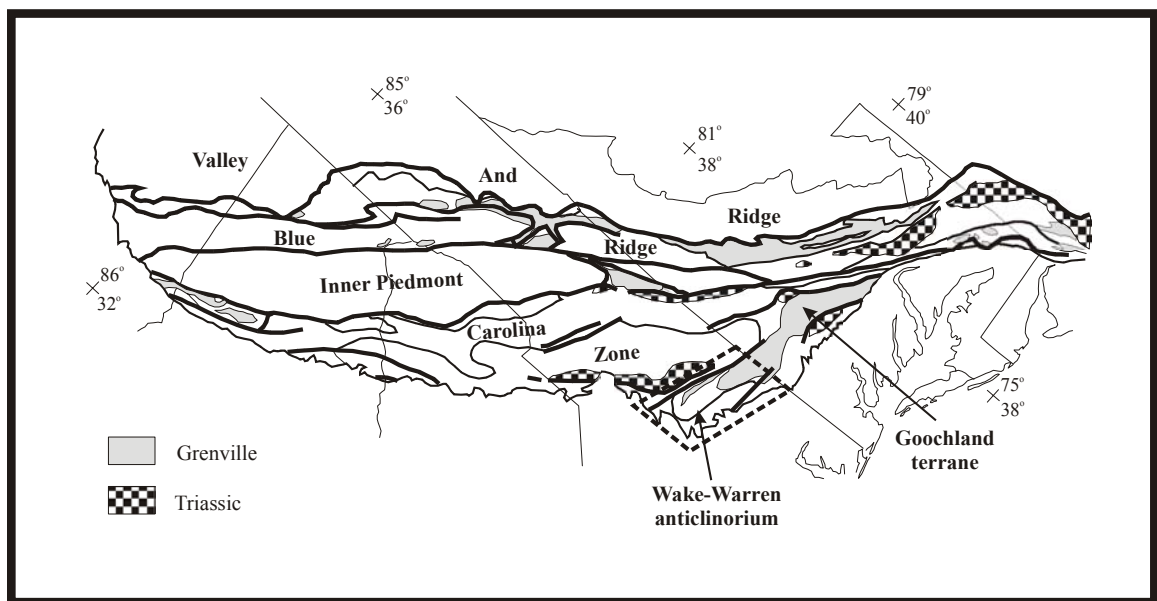 85°
36°
79°
40°
81°
38°
Valley
And
Ridge
Blue
Ridge
86°
32°
Inner Piedmont
Carolina
Zone
75°
38°
Goochland
terrane
Grenville
Triassic
Wake-Warren
anticlinorium